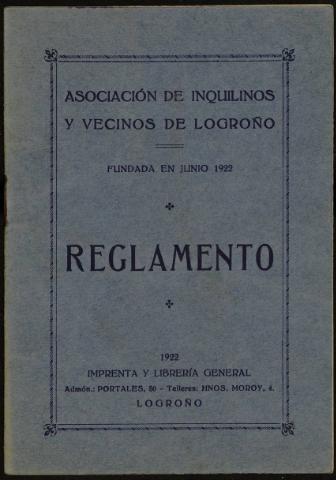 ASOCIACIÓN DE INQUILINOS
Y VECINOS DE LOGROÑO
FUNDADA EN JUNIO 1922
REGLAMENTO
1922
IMPRENTA Y LIBRERÍA GENERAL
Admón.: PORTALES, 50 - Talleres: HNOS. MOROY, 4.
LOGROÑO